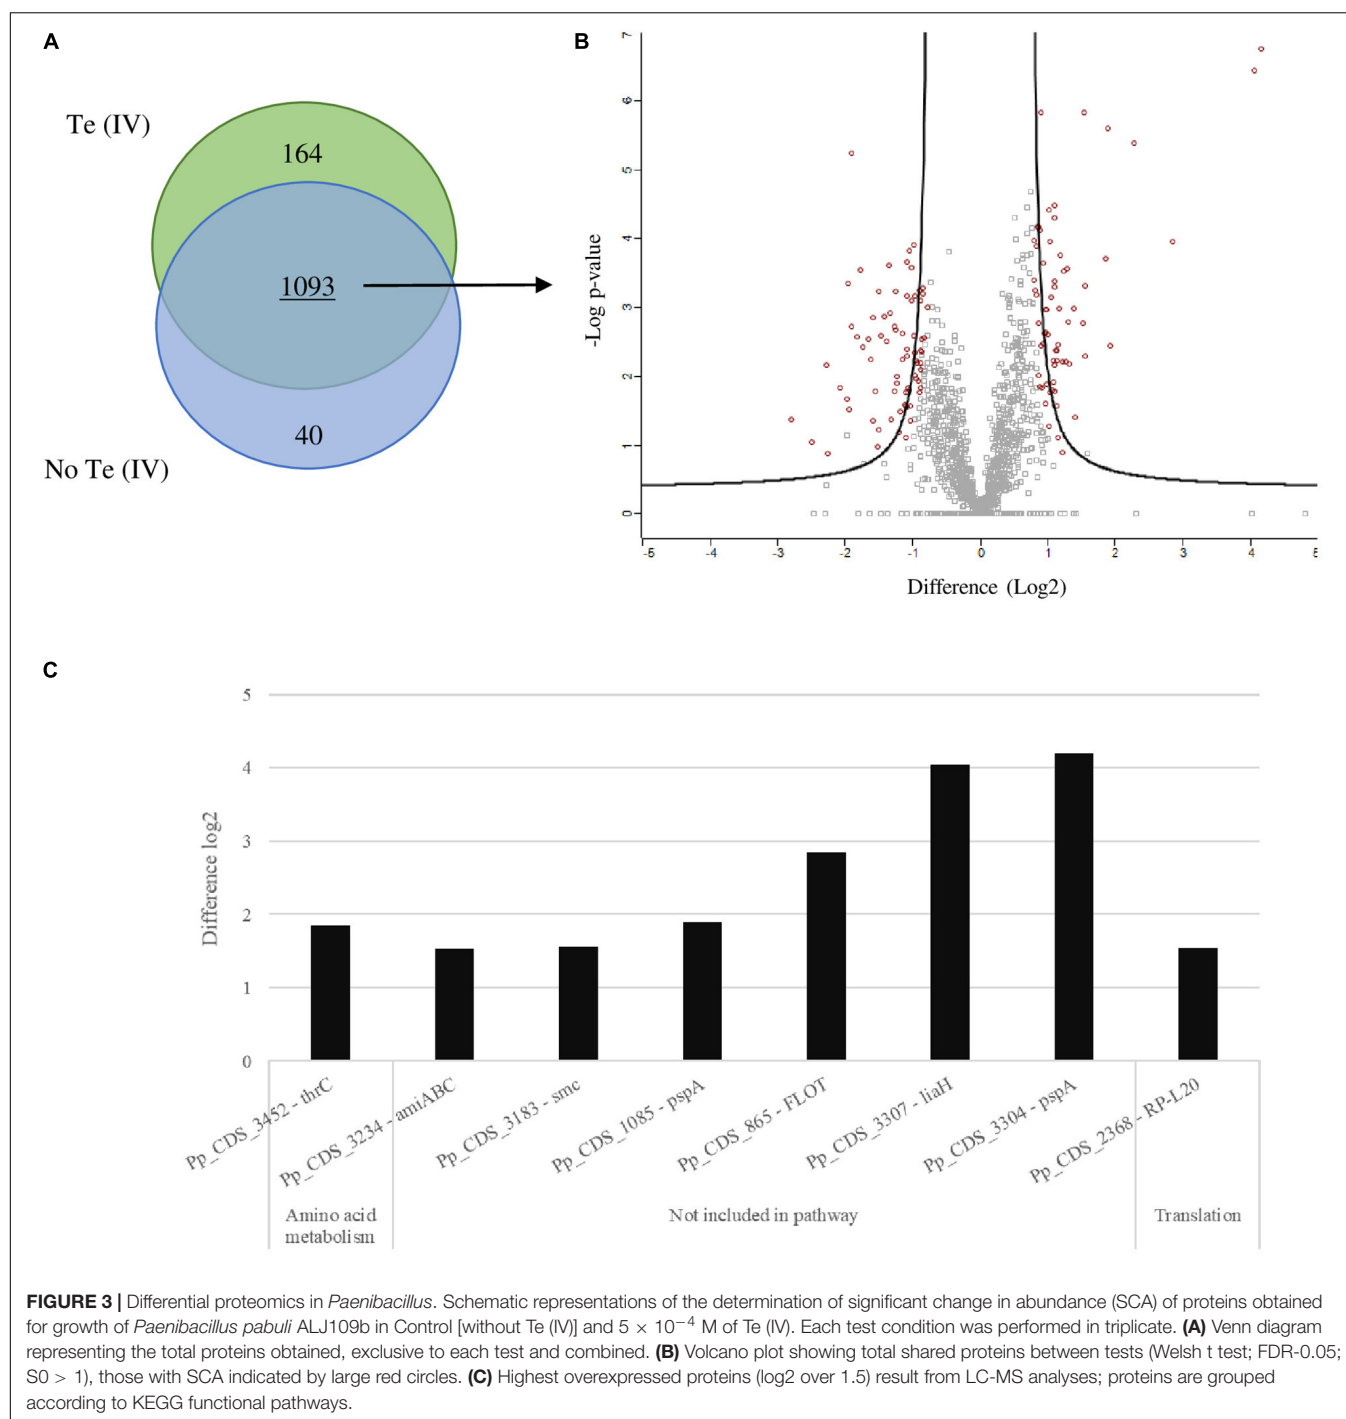 A
Te (IV)
164
1093
40
No Te (IV)
B
7
6
5
4
3
2
1
0
-Log p-value
-5 -4 -3 -2 -1 0 1 2 3 4 5
Difference (Log2)
C
5
4
3
2
1
0
Difference log2
Pp_CDS_3452 - thrC
Pp_CDS_3234 - amiABC
Pp_CDS_3183 - smc
Pp_CDS_1085 - pspA
Pp_CDS_865 - FLOT
Pp_CDS_3307 - liaH
Pp_CDS_3304 - pspA
Pp_CDS_2368 - RP-L20
Amino acid
metabolism
Not included in pathway
Translation
FIGURE 3 | Differential proteomics in Paenibacillus. Schematic representations of the determination of significant change in abundance (SCA) of proteins obtained
for growth of Paenibacillus pabuli ALJ109b in Control [without Te (IV)] and 5 × 10⁻⁴ M of Te (IV). Each test condition was performed in triplicate. (A) Venn diagram
representing the total proteins obtained, exclusive to each test and combined. (B) Volcano plot showing total shared proteins between tests (Welsh t test; FDR-0.05;
S0 > 1), those with SCA indicated by large red circles. (C) Highest overexpressed proteins (log2 over 1.5) result from LC-MS analyses; proteins are grouped
according to KEGG functional pathways.